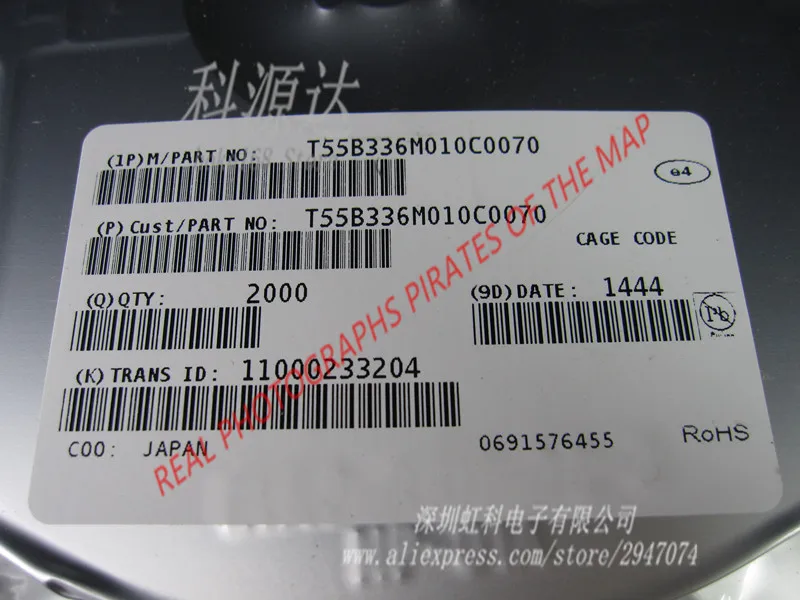 科源达
(1P)M/PART NO: T55B336M010C0070
e4
(P)Cust/PART NO: T55B336M010C0070
CAGE CODE
(Q)QTY: 2000
(9D)DATE: 1444
Pb
(K)TRANS ID: 11000233204
COO: JAPAN
0691576455
RoHS
REAL PHOTOGRAPHS PIRATES OF THE MAP
深圳虹科电子有限公司
www.aliexpress.com/store/2947074